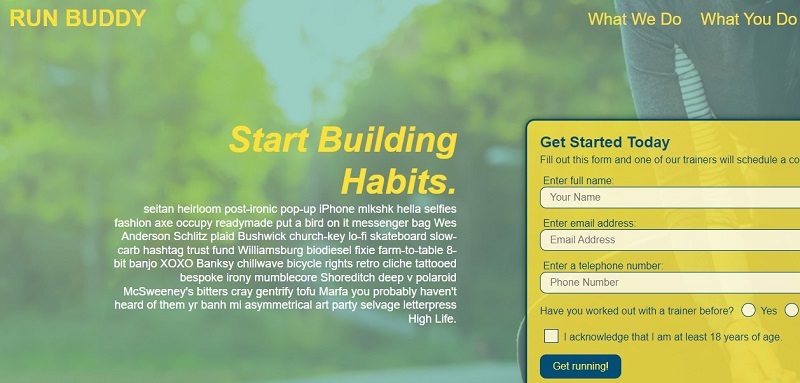 RUN BUDDY
What We Do What You Do
Start Building
Habits.
seitan heirloom post-ironic pop-up iPhone mlkshk hella selfies
fashion axe occupy readymade put a bird on it messenger bag Wes
Anderson Schlitz plaid Bushwick church-key lo-fi skateboard slow-
carb hashtag trust fund Williamsburg biodiesel fixie farm-to-table 8-
bit banjo XOXO Banksy chillwave bicycle rights retro cliche tattooed
bespoke irony mumblecore Shoreditch deep v polaroid
McSweeney's bitters cray gentrify tofu Marfa you probably haven't
heard of them yr banh mi asymmetrical art party selvage letterpress
High Life.
Get Started Today
Fill out this form and one of our trainers will schedule a co
Enter full name:
Your Name
Enter email address:
Email Address
Enter a telephone number:
Phone Number
Have you worked out with a trainer before? Yes
I acknowledge that I am at least 18 years of age.
Get running!